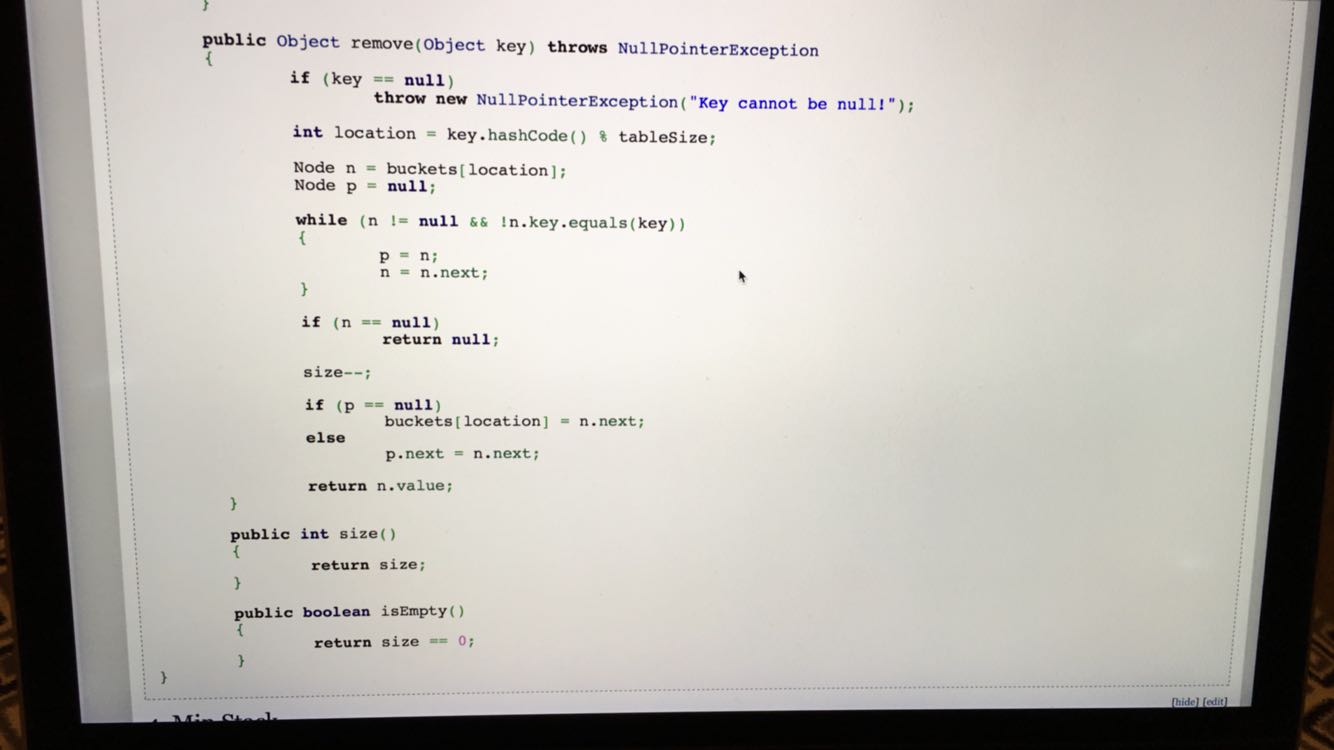 }
public Object remove(Object key) throws NullPointerException
{
if (key == null)
throw new NullPointerException("Key cannot be null!");
int location = key.hashCode() % tableSize;
Node n = buckets[location];
Node p = null;
while (n != null && !n.key.equals(key))
{
p = n;
n = n.next;
}
if (n == null)
return null;
size--;
if (p == null)
buckets[location] = n.next;
else
p.next = n.next;
return n.value;
}
public int size()
{
return size;
}
public boolean isEmpty()
{
return size == 0;
}
}
[hide] [edit]
Min Stack